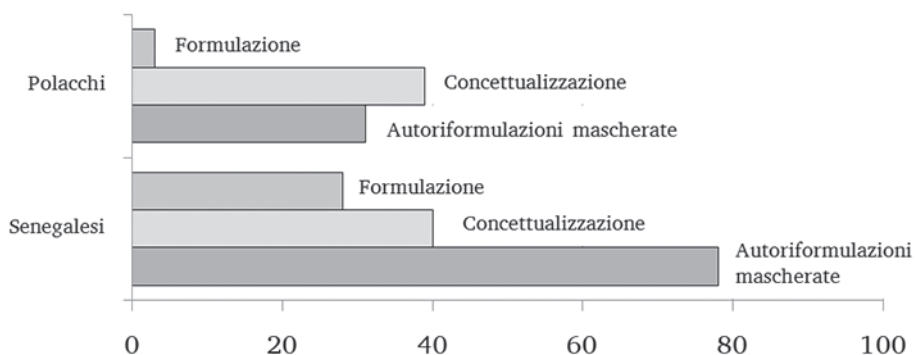 Formulazione
Polacchi
Concettualizzazione
Autoriformulazioni mascherate
Formulazione
Senegalesi
Concettualizzazione
Autoriformulazioni
mascherate
0 20 40 60 80 100